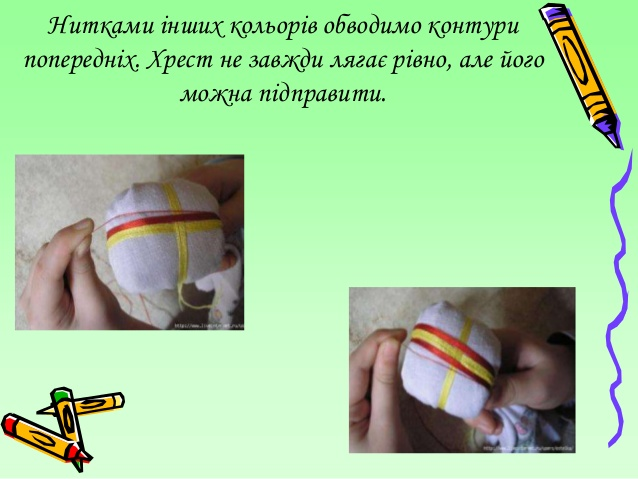 Нитками інших кольорів обводимо контури
попередніх. Хрест не завжди лягає рівно, але його
можна підправити.